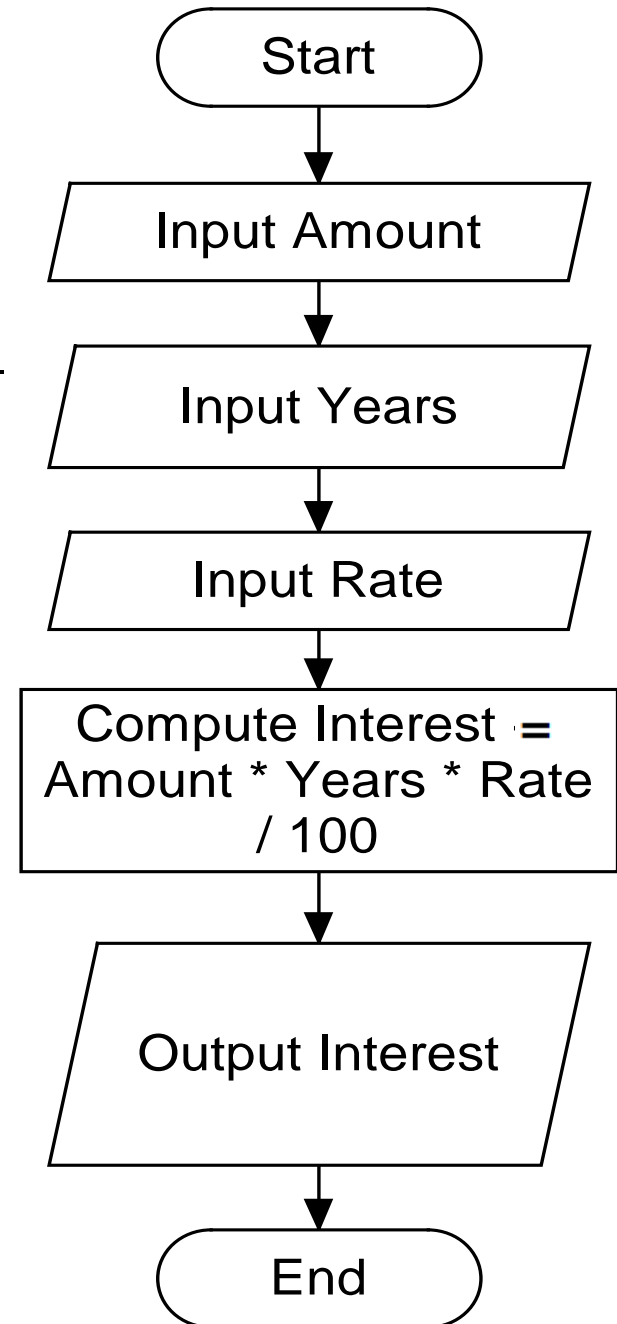 Start
Input Amount
Input Years
Input Rate
Compute Interest =
Amount * Years * Rate
/ 100
Output Interest
End